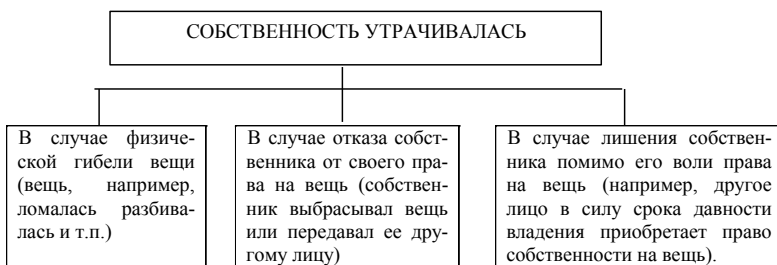 СОБСТВЕННОСТЬ УТРАЧИВАЛАСЬ
В случае физиче-
ской гибели вещи
(вещь, например,
ломалась разбива-
лась и т.п.)
В случае отказа собст-
венника от своего пра-
ва на вещь (собствен-
ник выбрасывал вещь
или передавал ее дру-
гому лицу)
В случае лишения собствен-
ника помимо его воли права
на вещь (например, другое
лицо в силу срока давности
владения приобретает право
собственности на вещь).